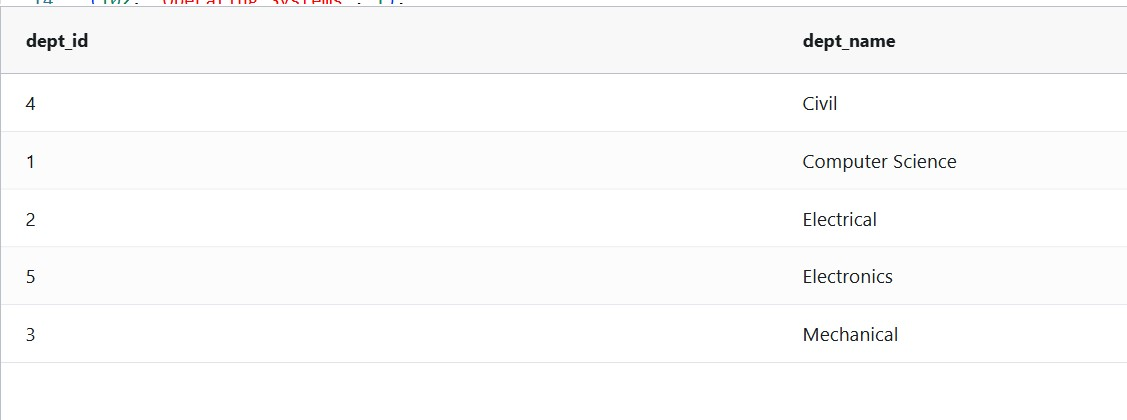 dept_id dept_name
4 Civil
1 Computer Science
2 Electrical
5 Electronics
3 Mechanical